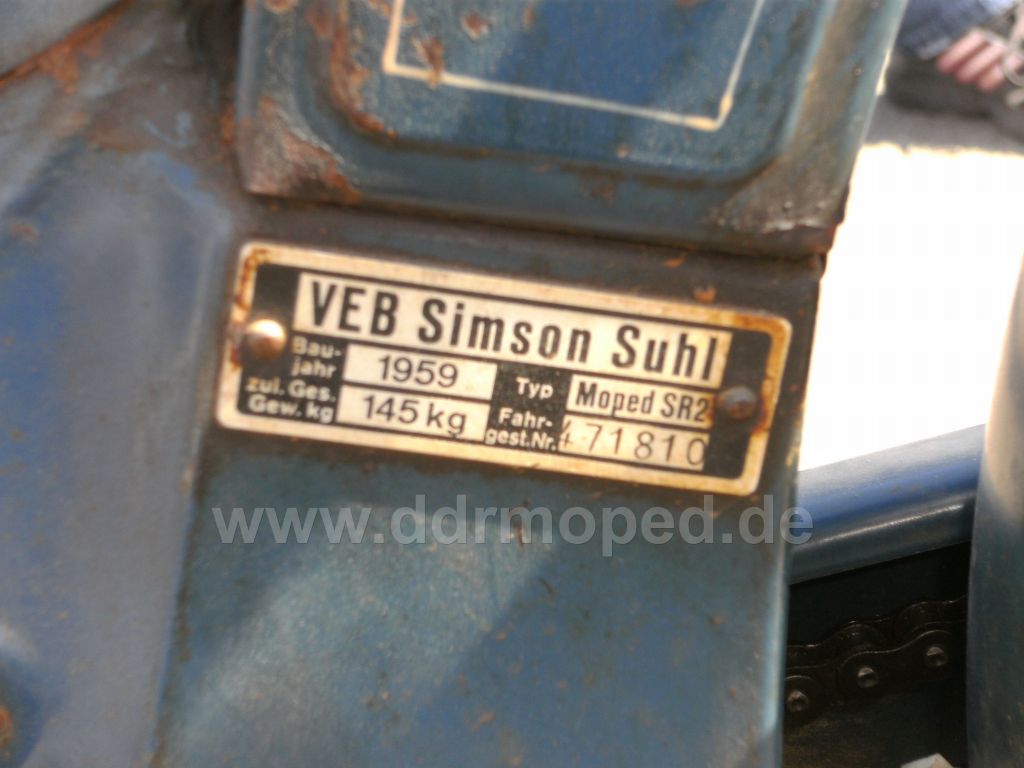 VEB Simson Suhl
Bau-
jahr 1959 Typ Moped SR2
zul. Ges.
Gew. kg 145 kg Fahr-
gest.Nr. 471810
www.ddrmoped.de